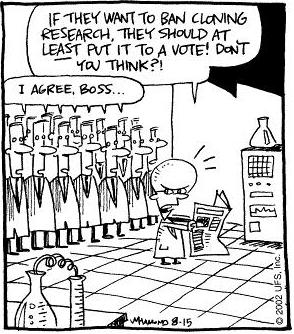 IF THEY WANT TO BAN CLONING
RESEARCH, THEY SHOULD AT
LEAST PUT IT TO A VOTE! DON'T
YOU THINK?!
I AGREE, BOSS...
8-15
© 2002 UFS, Inc.